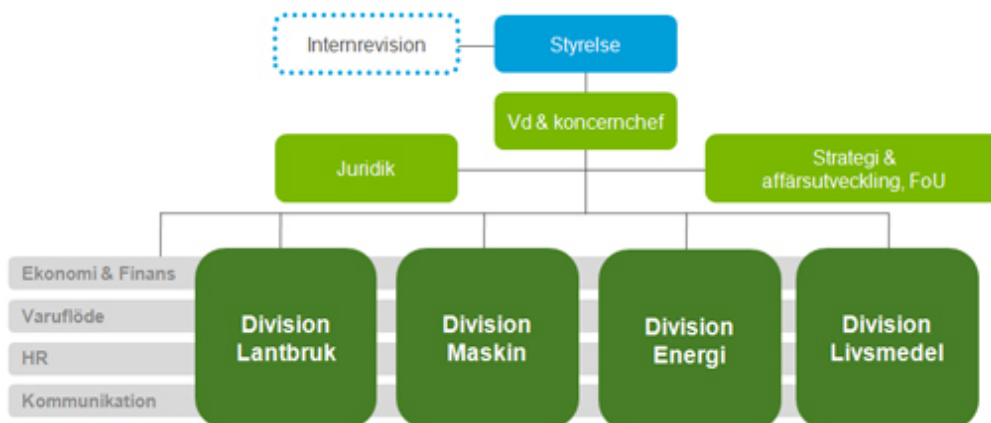 Internrevision
Styrelse
Vd & koncernchef
Juridik
Strategi &
affärsutveckling, FoU
Ekonomi & Finans
Varuflöde
HR
Kommunikation
Division
Lantbruk
Division
Maskin
Division
Energi
Division
Livsmedel